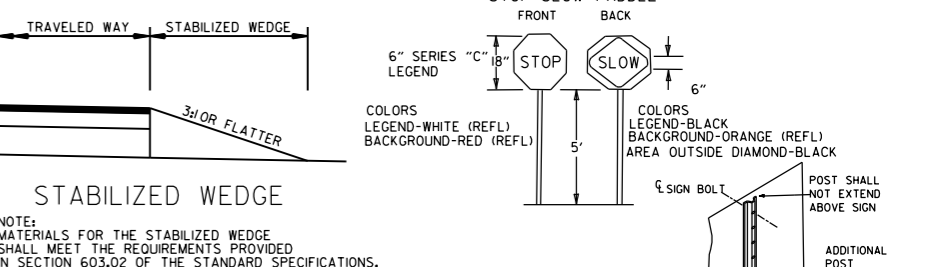 FRONT BACK
TRAVELED WAY STABILIZED WEDGE
6" SERIES "C" 18" STOP SLOW
LEGEND
6"
3:1 OR FLATTER
COLORS
LEGEND-WHITE (REFL)
BACKGROUND-RED (REFL)
5'
COLORS
LEGEND-BLACK
BACKGROUND-ORANGE (REFL)
AREA OUTSIDE DIAMOND-BLACK
STABILIZED WEDGE
NOTE:
MATERIALS FOR THE STABILIZED WEDGE
SHALL MEET THE REQUIREMENTS PROVIDED
IN SECTION 603.02 OF THE STANDARD SPECIFICATIONS.
℄ SIGN BOLT
POST SHALL
NOT EXTEND
ABOVE SIGN
ADDITIONAL
POST